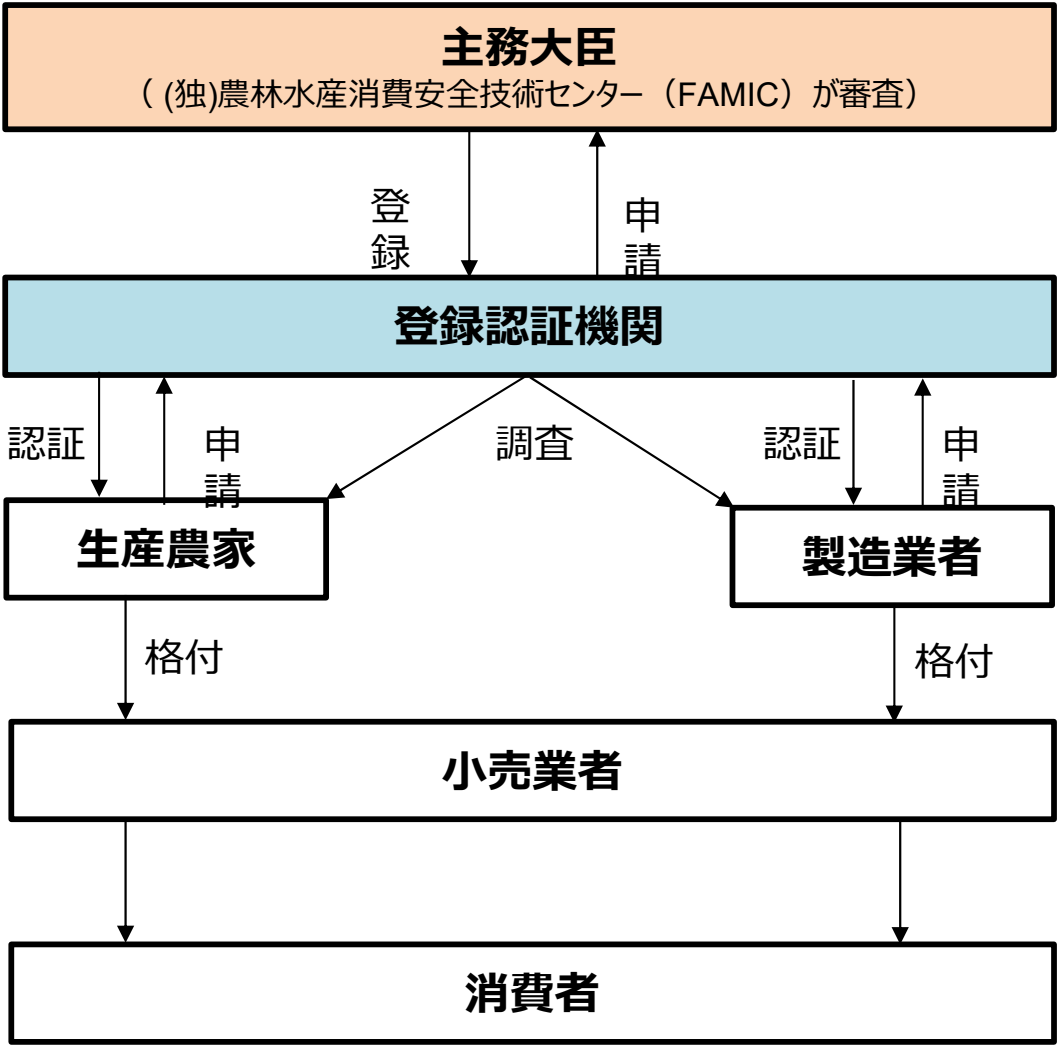 主務大臣
（ (独)農林水産消費安全技術センター（FAMIC）が審査）
登録
申請
登録認証機関
認証
申請
調査
認証
申請
生産農家
製造業者
格付
格付
小売業者
消費者